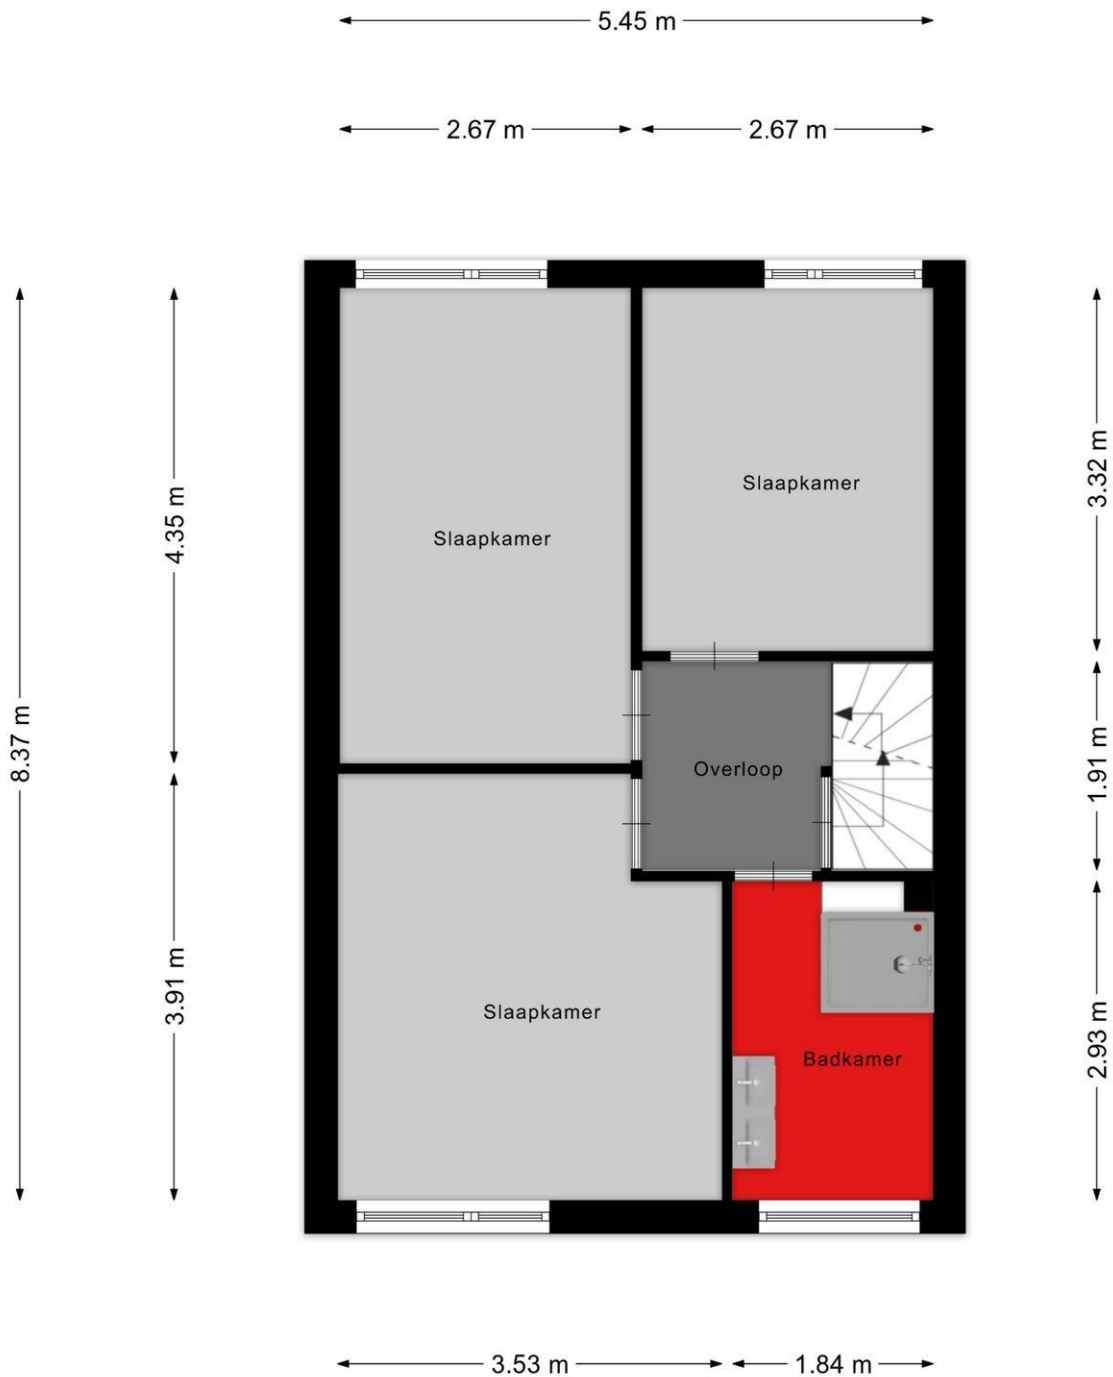 5.45 m
2.67 m
2.67 m
8.37 m
4.35 m
3.91 m
Slaapkamer
Slaapkamer
Overloop
Slaapkamer
Badkamer
3.32 m
1.91 m
2.93 m
3.53 m
1.84 m